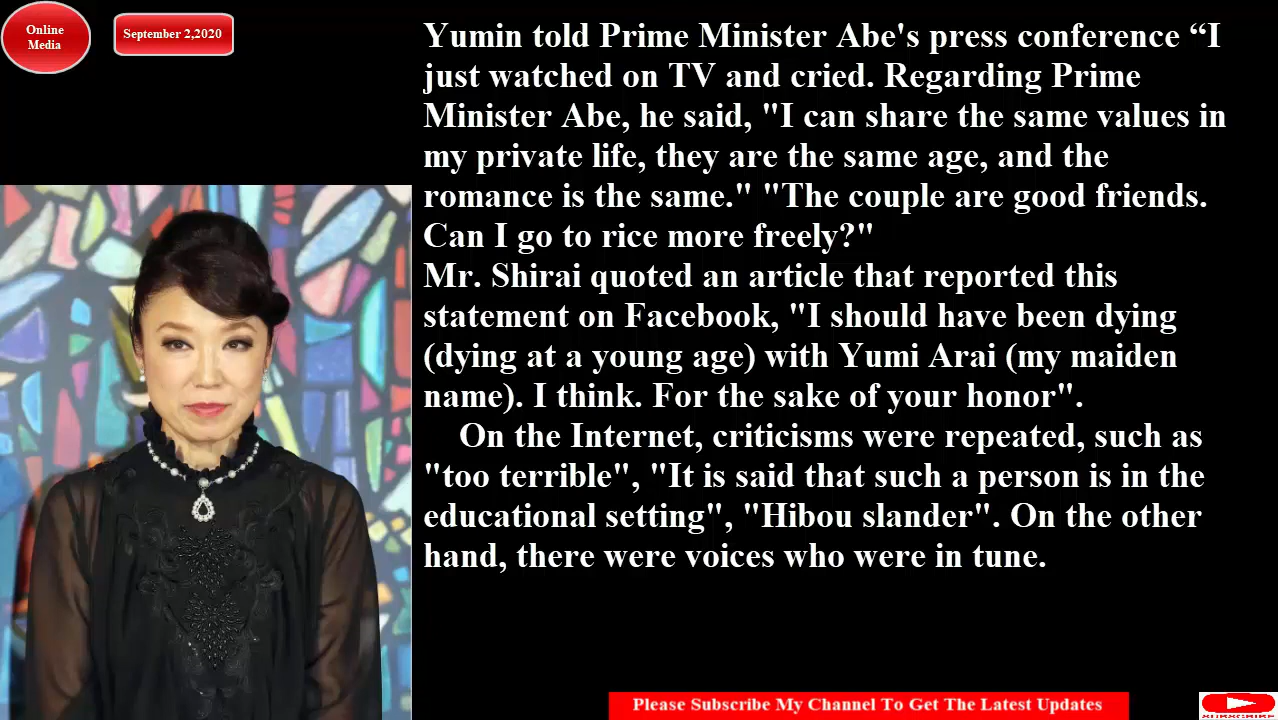 Online
Media
September 2,2020
Yumin told Prime Minister Abe's press conference “I
just watched on TV and cried. Regarding Prime
Minister Abe, he said, "I can share the same values in
my private life, they are the same age, and the
romance is the same." "The couple are good friends.
Can I go to rice more freely?"
Mr. Shirai quoted an article that reported this
statement on Facebook, "I should have been dying
(dying at a young age) with Yumi Arai (my maiden
name). I think. For the sake of your honor".
On the Internet, criticisms were repeated, such as
"too terrible", "It is said that such a person is in the
educational setting", "Hibou slander". On the other
hand, there were voices who were in tune.
Please Subscribe My Channel To Get The Latest Updates
SUBSCRIBE